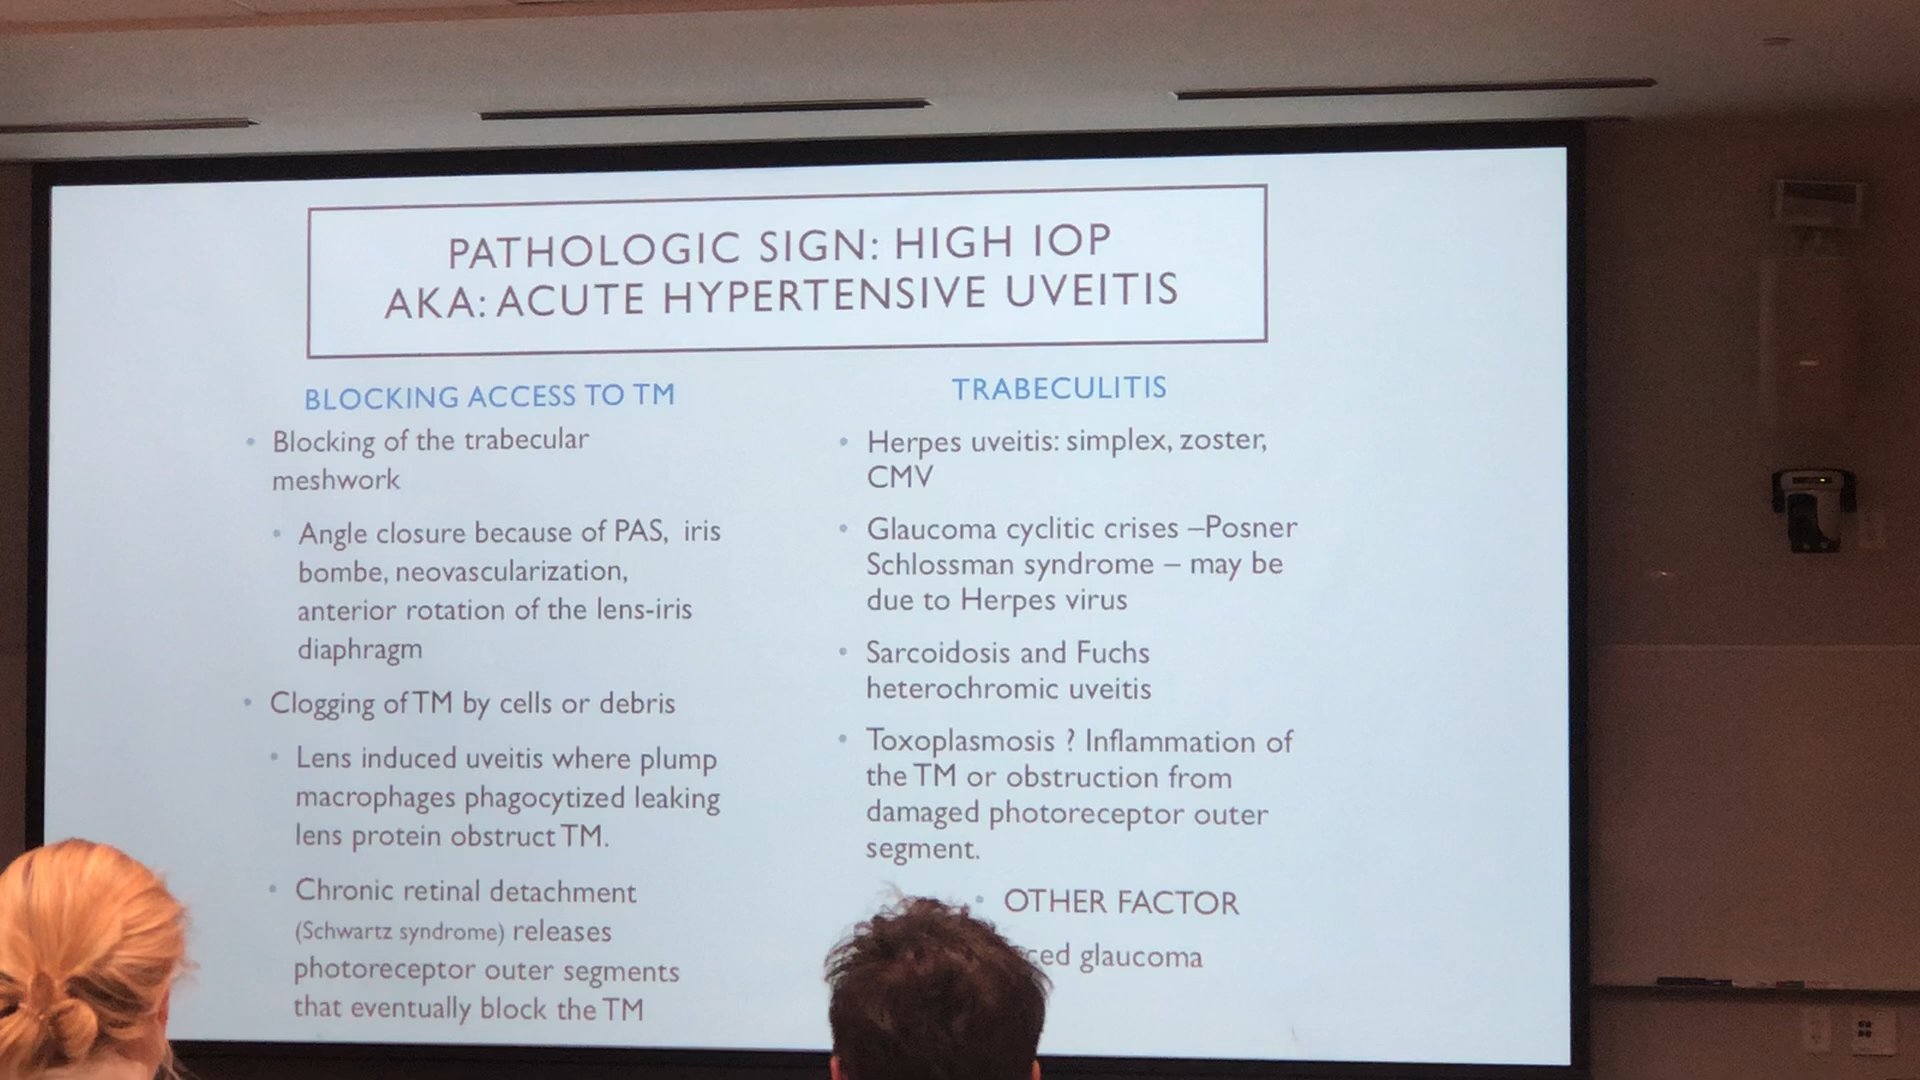 PATHOLOGIC SIGN: HIGH IOP
AKA: ACUTE HYPERTENSIVE UVEITIS
BLOCKING ACCESS TO TM
• Blocking of the trabecular
meshwork
• Angle closure because of PAS, iris
bombe, neovascularization,
anterior rotation of the lens-iris
diaphragm
• Clogging of TM by cells or debris
• Lens induced uveitis where plump
macrophages phagocytized leaking
lens protein obstruct TM.
• Chronic retinal detachment
(Schwartz syndrome) releases
photoreceptor outer segments
that eventually block the TM
TRABECULITIS
• Herpes uveitis: simplex, zoster,
CMV
• Glaucoma cyclitic crises –Posner
Schlossman syndrome – may be
due to Herpes virus
• Sarcoidosis and Fuchs
heterochromic uveitis
• Toxoplasmosis ? Inflammation of
the TM or obstruction from
damaged photoreceptor outer
segment.
• OTHER FACTOR
glaucoma